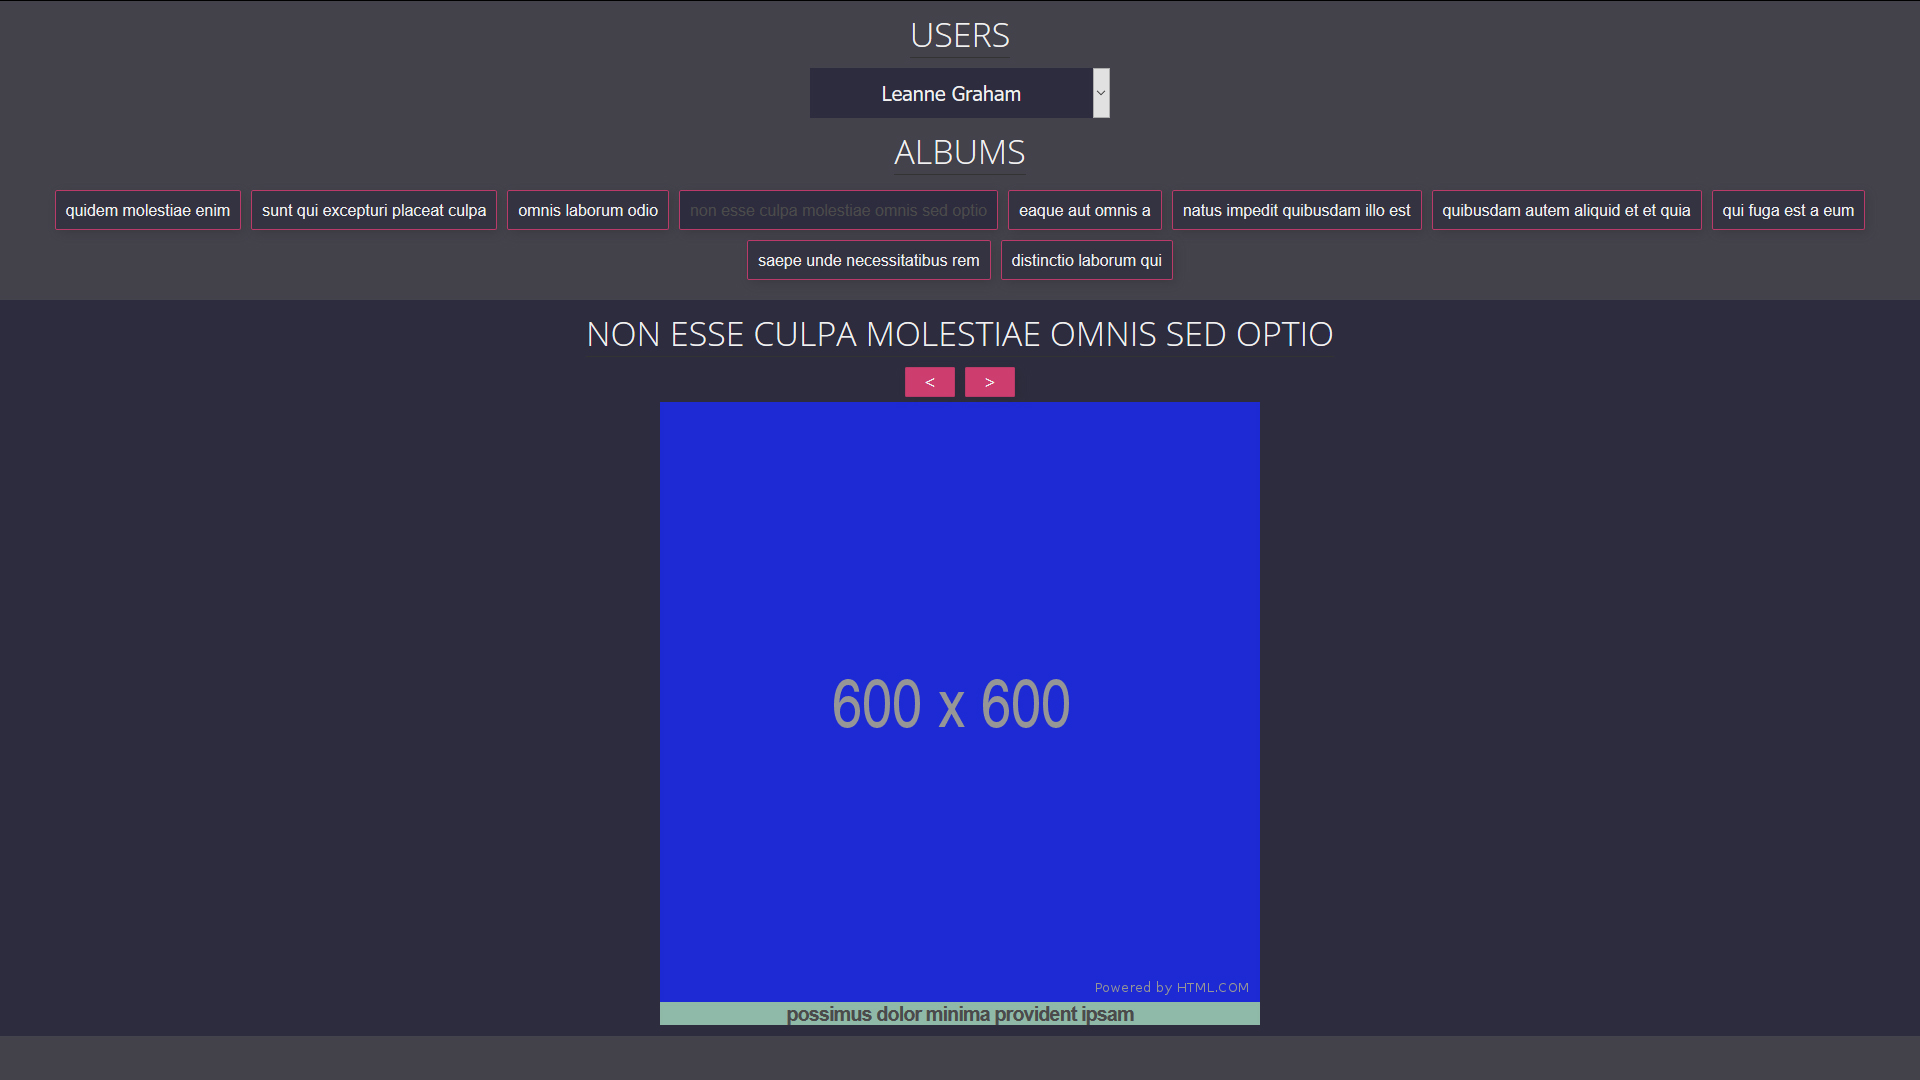 USERS
Leanne Graham
ALBUMS
quidem molestiae enim sunt qui excepturi placeat culpa omnis laborum odio non esse culpa molestiae omnis sed optio eaque aut omnis a natus impedit quibusdam illo est quibusdam autem aliquid et et quia qui fuga est a eum
saepe unde necessitatibus rem distinctio laborum qui
NON ESSE CULPA MOLESTIAE OMNIS SED OPTIO
< >
600 x 600
Powered by HTML.COM
possimus dolor minima provident ipsam